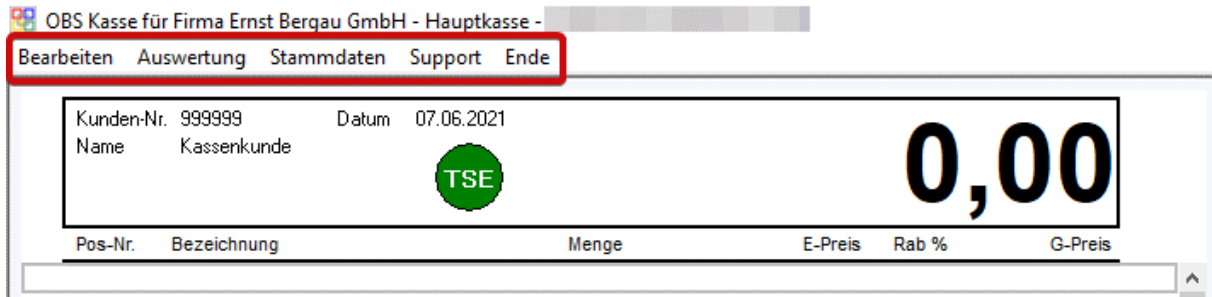 OBS Kasse für Firma Ernst Bergau GmbH - Hauptkasse -
Bearbeiten Auswertung Stammdaten Support Ende
Kunden-Nr. 999999 Datum 07.06.2021
Name Kassenkunde
TSE
0,00
Pos-Nr. Bezeichnung Menge E-Preis Rab % G-Preis